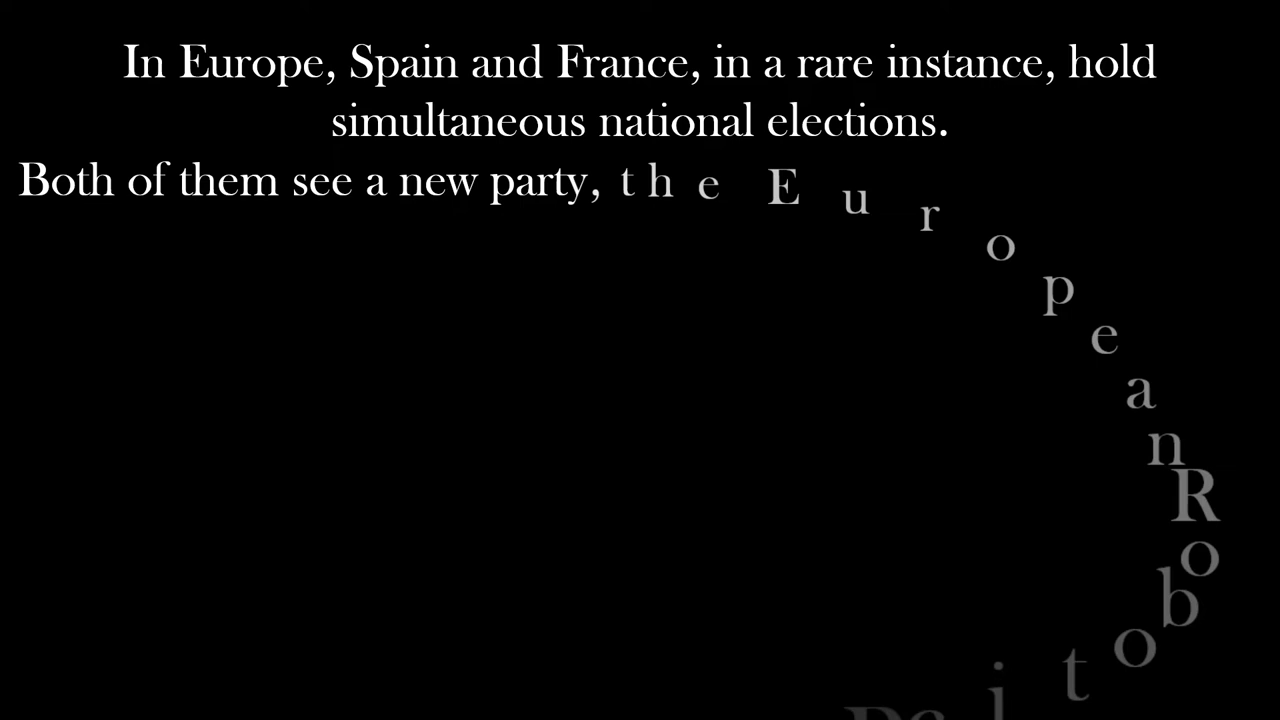 In Europe, Spain and France, in a rare instance, hold
simultaneous national elections.
Both of them see a new party, the European Roboti